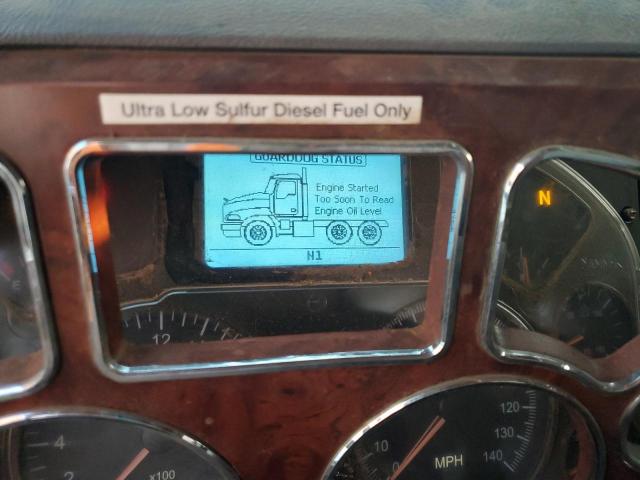 Ultra Low Sulfur Diesel Fuel Only
GUARDDOG STATUS
Engine Started
Too Soon To Read
Engine Oil Level
N1
N
E
12
4
2
x100
10
0
MPH
120
130
140